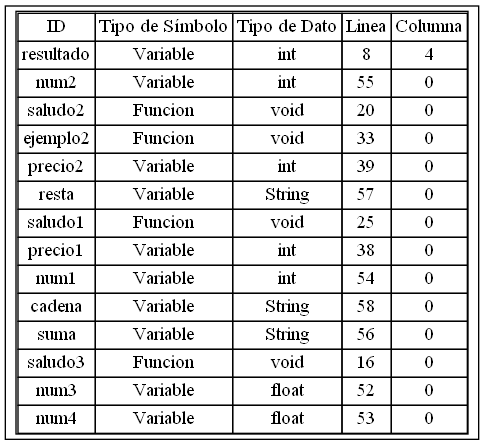 ID Tipo de Símbolo Tipo de Dato Linea Columna
resultado Variable int 8 4
num2 Variable int 55 0
saludo2 Funcion void 20 0
ejemplo2 Funcion void 33 0
precio2 Variable int 39 0
resta Variable String 57 0
saludo1 Funcion void 25 0
precio1 Variable int 38 0
num1 Variable int 54 0
cadena Variable String 58 0
suma Variable String 56 0
saludo3 Funcion void 16 0
num3 Variable float 52 0
num4 Variable float 53 0